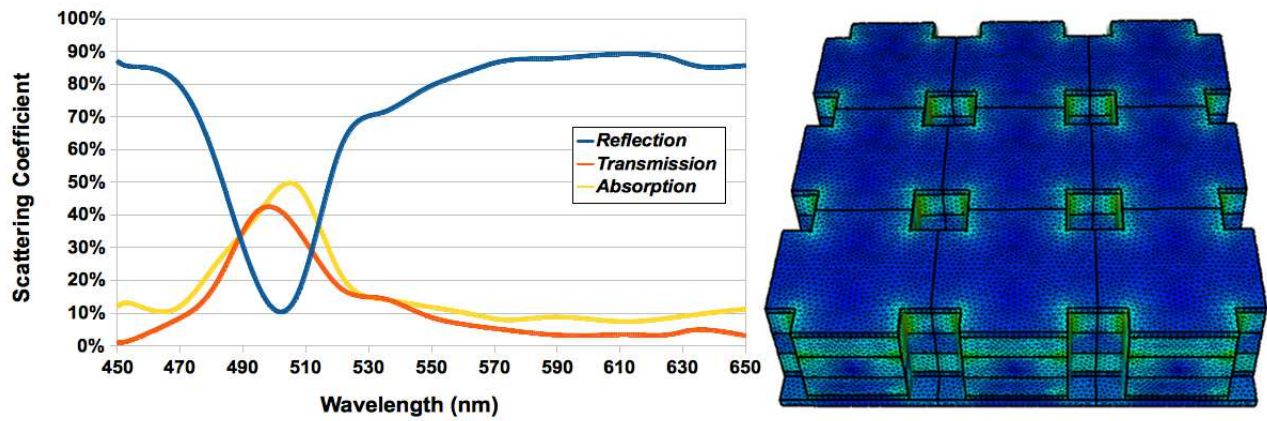 100%
90%
80%
70%
60%
50%
40%
30%
20%
10%
0%
Scattering Coefficient
Reflection
Transmission
Absorption
450 470 490 510 530 550 570 590 610 630 650
Wavelength (nm)